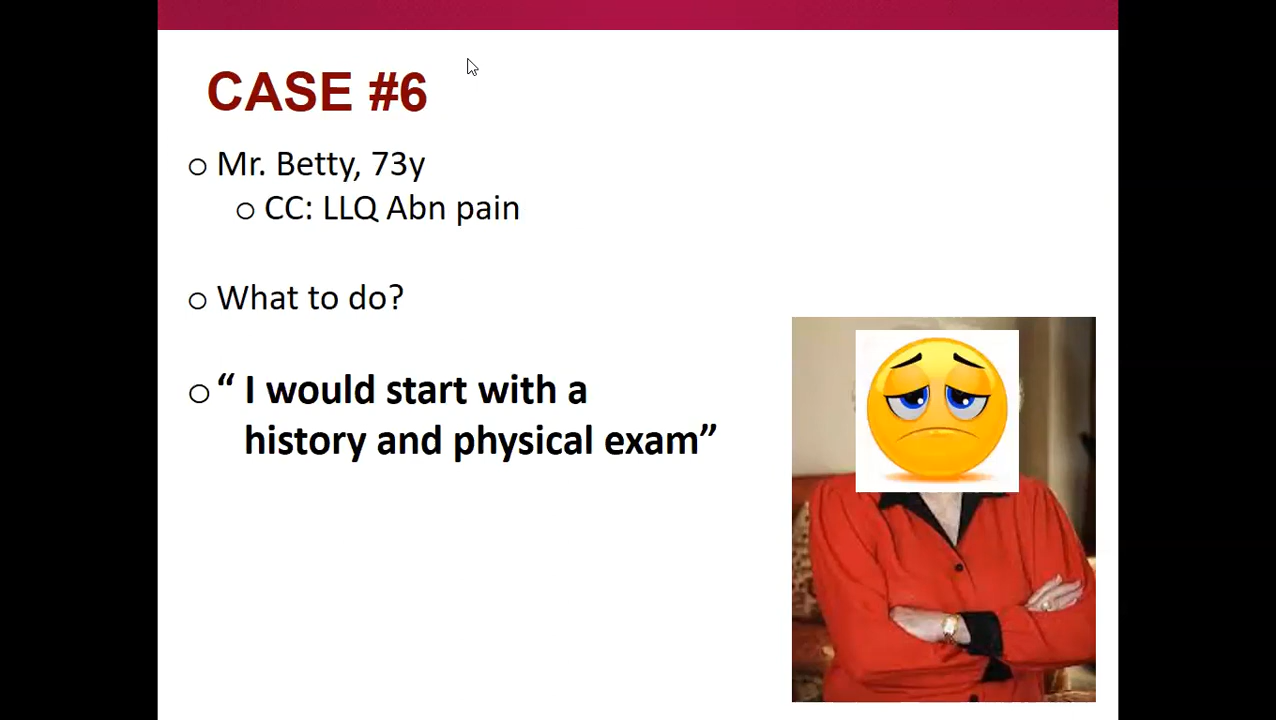 CASE #6
Mr. Betty, 73y
CC: LLQ Abn pain
What to do?
“ I would start with a
history and physical exam”